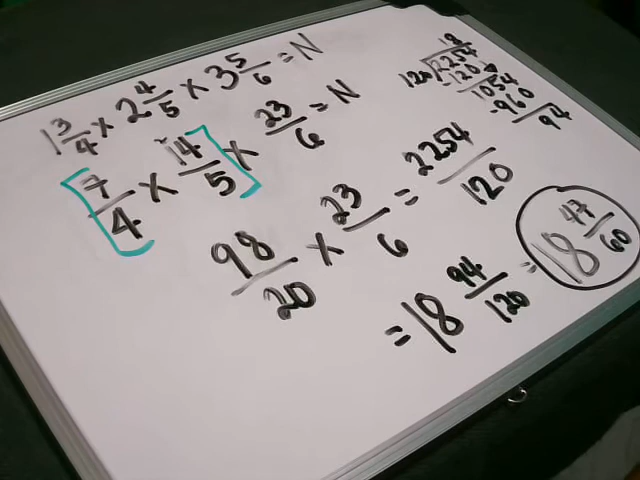 1 3/4 × 2 4/5 × 3 5/6 = N
[7/4 × 14/5] × 23/6 = N
98/20 × 23/6 = 2254/120
= 18 94/120 = 18 47/60
18
120 2254
-120
1054
-960
94